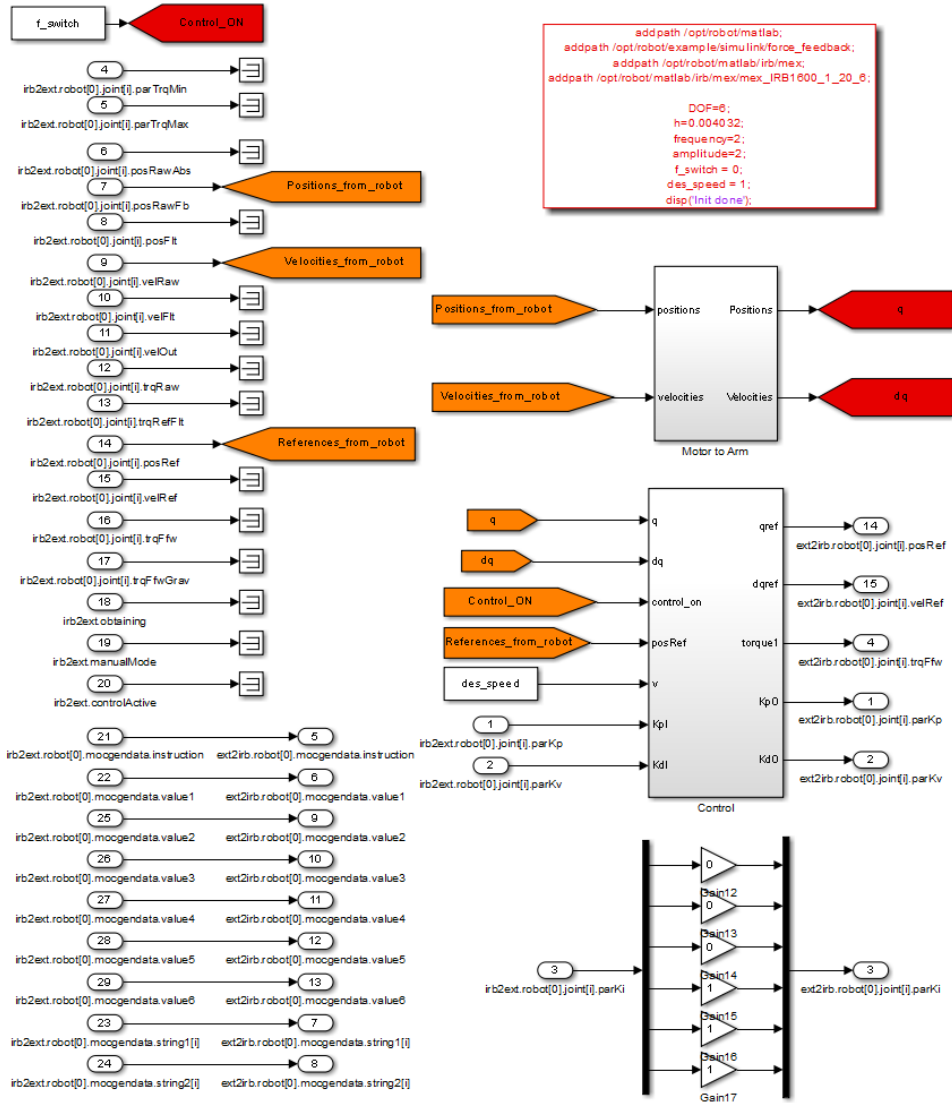 f_switch
Control_ON
4
irb2ext.robot[0].joint[i].parTrqMin
5
irb2ext.robot[0].joint[i].parTrqMax
6
irb2ext.robot[0].joint[i].posRawAbs
7
Positions_from_robot
irb2ext.robot[0].joint[i].posRawFb
8
irb2ext.robot[0].joint[i].posFlt
9
Velocities_from_robot
irb2ext.robot[0].joint[i].velRaw
10
irb2ext.robot[0].joint[i].velFlt
11
irb2ext.robot[0].joint[i].velOut
12
irb2ext.robot[0].joint[i].trqRaw
13
irb2ext.robot[0].joint[i].trqRefFlt
14
References_from_robot
irb2ext.robot[0].joint[i].posRef
15
irb2ext.robot[0].joint[i].velRef
16
irb2ext.robot[0].joint[i].trqFfw
17
irb2ext.robot[0].joint[i].trqFfwGrav
18
irb2ext.obtaining
19
irb2ext.manualMode
20
irb2ext.controlActive
21
5
irb2ext.robot[0].mocgendata.instruction
ext2irb.robot[0].mocgendata.instruction
22
6
irb2ext.robot[0].mocgendata.value1
ext2irb.robot[0].mocgendata.value1
25
9
irb2ext.robot[0].mocgendata.value2
ext2irb.robot[0].mocgendata.value2
26
10
irb2ext.robot[0].mocgendata.value3
ext2irb.robot[0].mocgendata.value3
27
11
irb2ext.robot[0].mocgendata.value4
ext2irb.robot[0].mocgendata.value4
28
12
irb2ext.robot[0].mocgendata.value5
ext2irb.robot[0].mocgendata.value5
29
13
irb2ext.robot[0].mocgendata.value6
ext2irb.robot[0].mocgendata.value6
23
7
irb2ext.robot[0].mocgendata.string1[i]
ext2irb.robot[0].mocgendata.string1[i]
24
8
irb2ext.robot[0].mocgendata.string2[i]
ext2irb.robot[0].mocgendata.string2[i]
addpath /opt/robot/matlab;
addpath /opt/robot/example/simulink/force_feedback;
addpath /opt/robot/matlab/irb/mex;
addpath /opt/robot/matlab/irb/mex/mex_IRB1600_1_20_6;
DOF=6;
h=0.004032;
frequency=2;
amplitude=2;
f_switch = 0;
des_speed = 1;
disp('Init done');
Positions_from_robot
positions
Positions
q
Velocities_from_robot
velocities
Velocities
dq
Motor to Arm
q
q
qref
14
ext2irb.robot[0].joint[i].posRef
dq
dq
dqref
15
ext2irb.robot[0].joint[i].velRef
Control_ON
control_on
References_from_robot
posRef
torque1
4
ext2irb.robot[0].joint[i].trqFfw
des_speed
v
1
KpI
irb2ext.robot[0].joint[i].parKp
KpO
1
ext2irb.robot[0].joint[i].parKp
2
KdI
irb2ext.robot[0].joint[i].parKv
KdO
2
ext2irb.robot[0].joint[i].parKv
Control
0
Gain12
0
Gain13
0
Gain14
1
Gain15
1
Gain16
1
Gain17
3
irb2ext.robot[0].joint[i].parKi
3
ext2irb.robot[0].joint[i].parKi